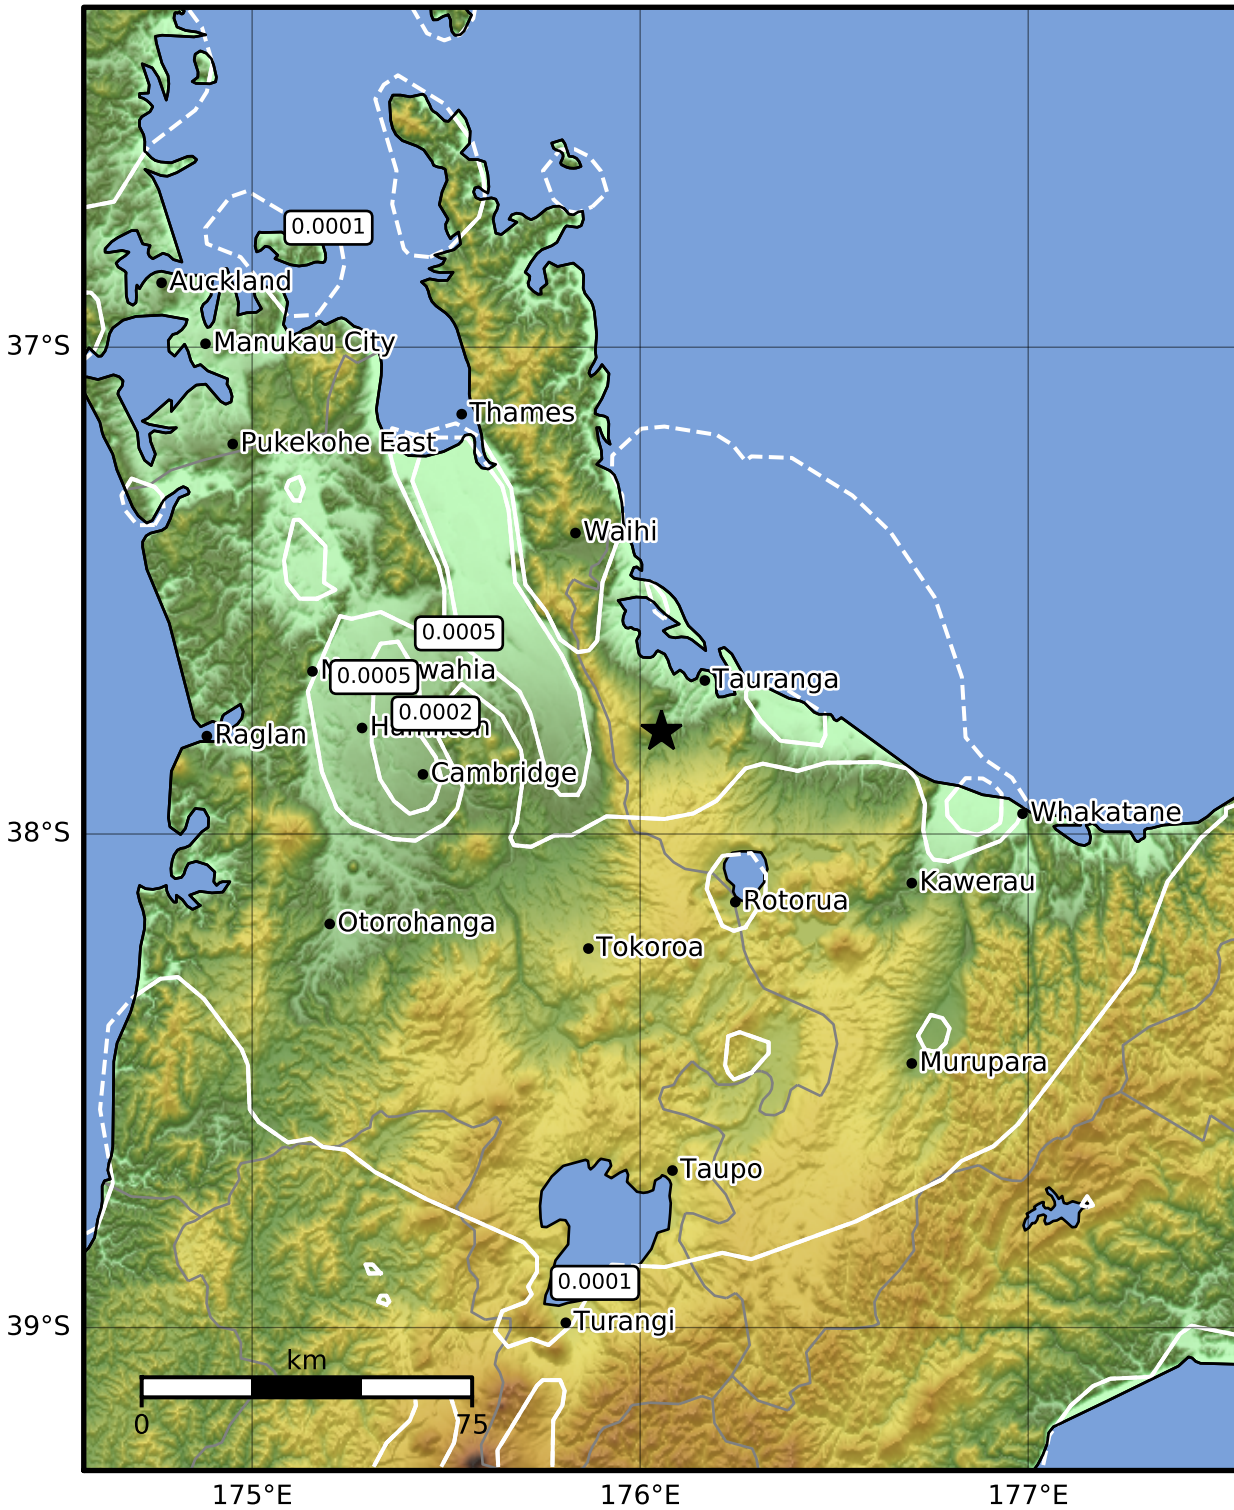 0.0001
Auckland
Manukau City
37°S
Thames
Pukekohe East
Waihi
0.0005
wahia
0.0005
Tauranga
0.0002
Raglan
Cambridge
Whakatane
38°S
Kawerau
Rotorua
Otorohanga
Tokoroa
Murupara
Taupo
0.0001
Turangi
39°S
km
0
75
175°E
176°E
177°E